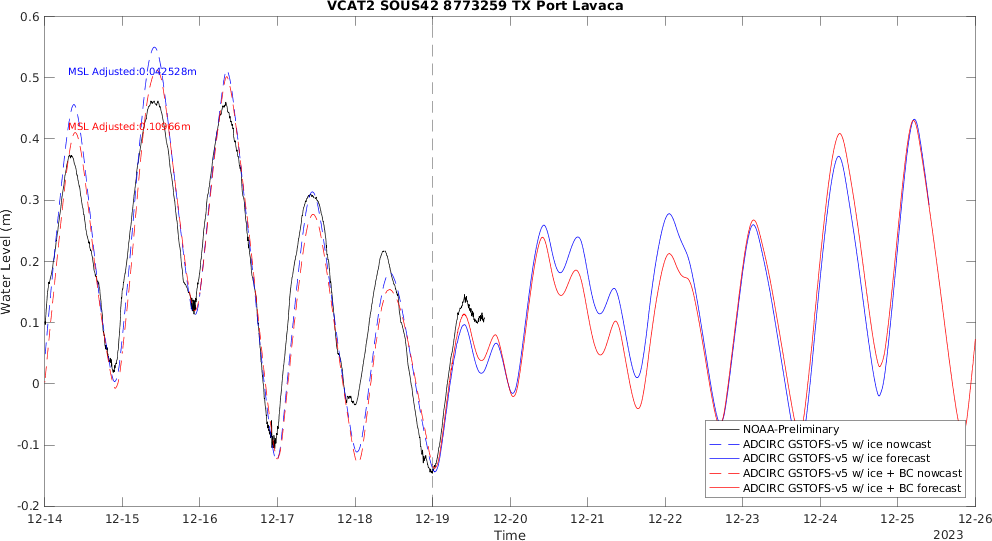 VCAT2 SOUS42 8773259 TX Port Lavaca
0.6
0.5
0.4
0.3
0.2
0.1
0
-0.1
-0.2
Water Level (m)
MSL Adjusted:0.042528m
MSL Adjusted:0.10966m
NOAA-Preliminary
ADCIRC GSTOFS-v5 w/ ice nowcast
ADCIRC GSTOFS-v5 w/ ice forecast
ADCIRC GSTOFS-v5 w/ ice + BC nowcast
ADCIRC GSTOFS-v5 w/ ice + BC forecast
12-14 12-15 12-16 12-17 12-18 12-19 12-20 12-21 12-22 12-23 12-24 12-25 12-26
Time
2023